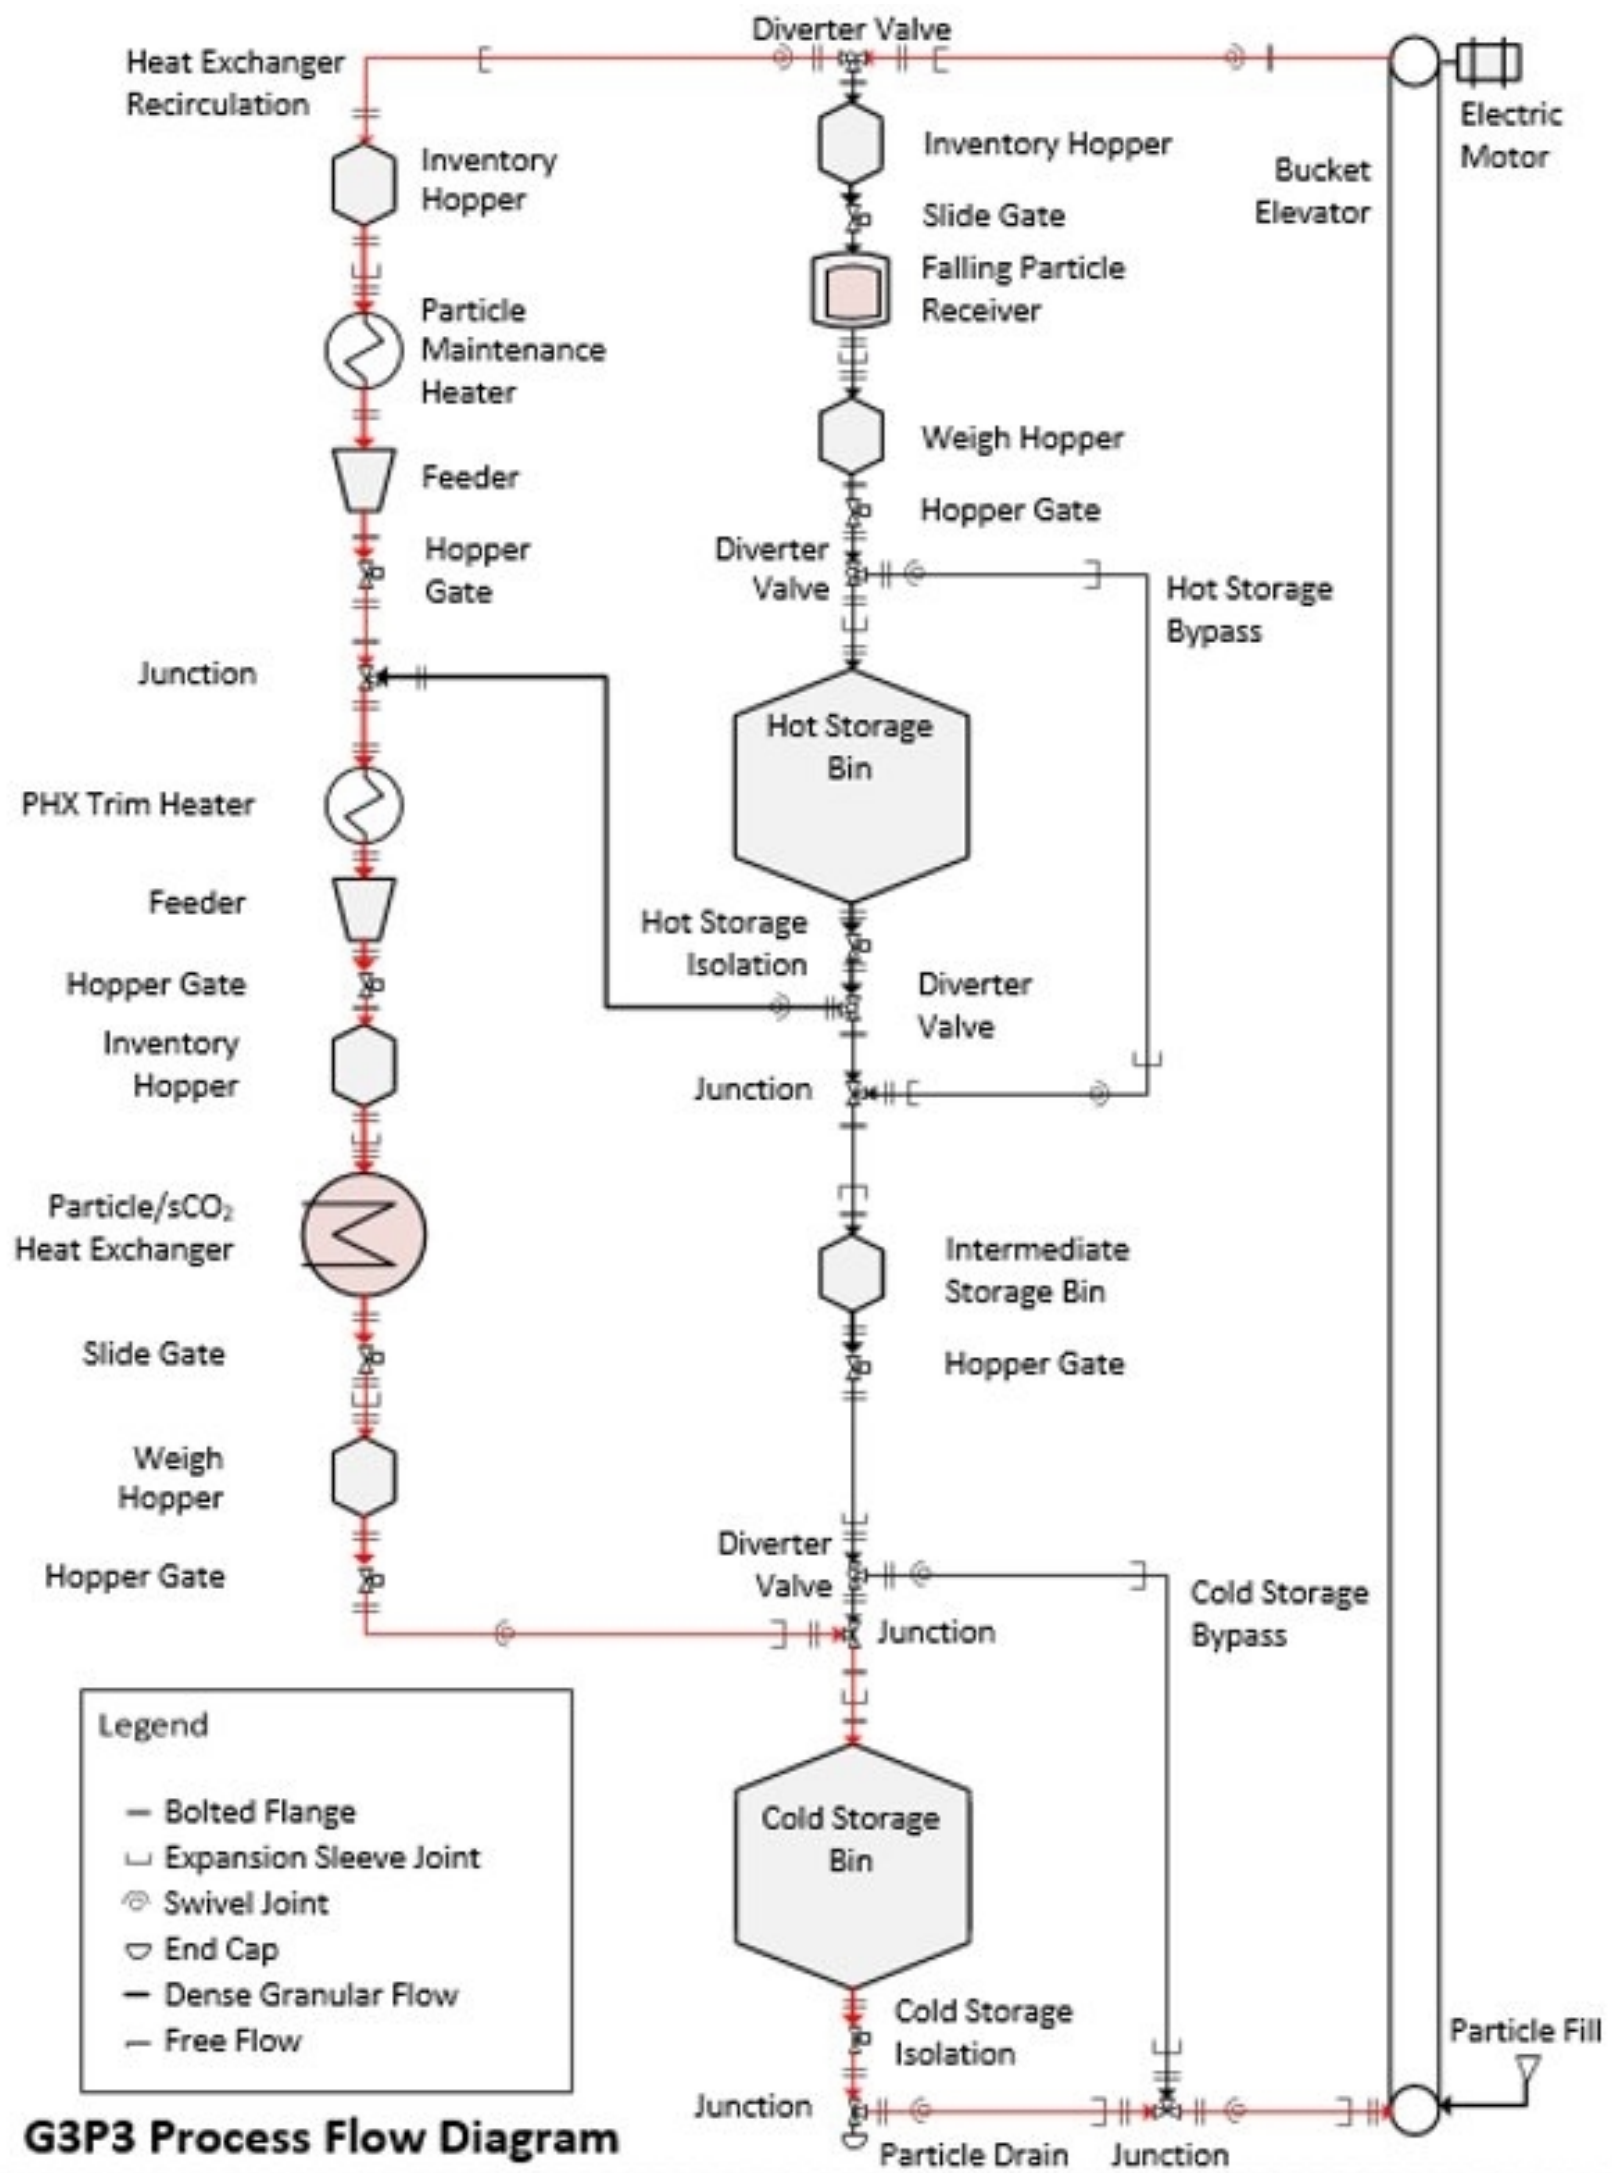 Diverter Valve
Heat Exchanger
Recirculation
Electric
Motor
Inventory
Hopper
Inventory Hopper
Bucket
Elevator
Slide Gate
Falling Particle
Receiver
Particle
Maintenance
Heater
Weigh Hopper
Feeder
Hopper Gate
Hopper
Gate
Diverter
Valve
Hot Storage
Bypass
Junction
Hot Storage
Bin
PHX Trim Heater
Feeder
Hot Storage
Isolation
Hopper Gate
Diverter
Valve
Inventory
Hopper
Junction
Particle/sCO₂
Heat Exchanger
Intermediate
Storage Bin
Slide Gate
Hopper Gate
Weigh
Hopper
Diverter
Valve
Hopper Gate
Cold Storage
Bypass
Junction
Legend
Bolted Flange
Expansion Sleeve Joint
Swivel Joint
End Cap
Dense Granular Flow
Free Flow
Cold Storage
Bin
Cold Storage
Isolation
Particle Fill
Junction
Particle Drain
Junction
G3P3 Process Flow Diagram